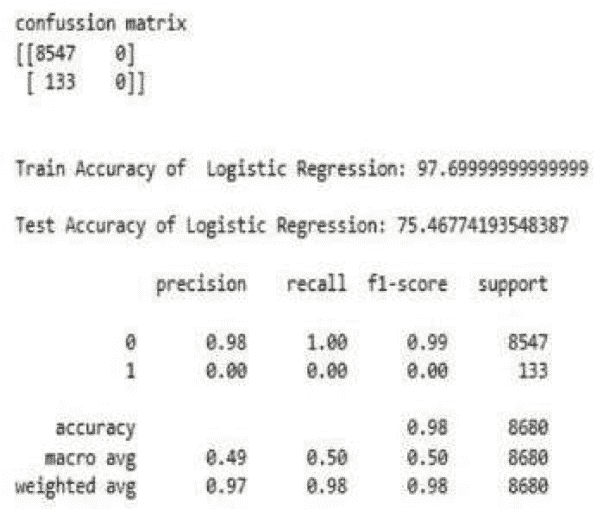 confussion matrix
[[8547 0]
[ 133 0]]
Train Accuracy of Logistic Regression: 97.69999999999999
Test Accuracy of Logistic Regression: 75.46774193548387
precision recall f1-score support
0 0.98 1.00 0.99 8547
1 0.00 0.00 0.00 133
accuracy 0.98 8680
macro avg 0.49 0.50 0.50 8680
weighted avg 0.97 0.98 0.98 8680